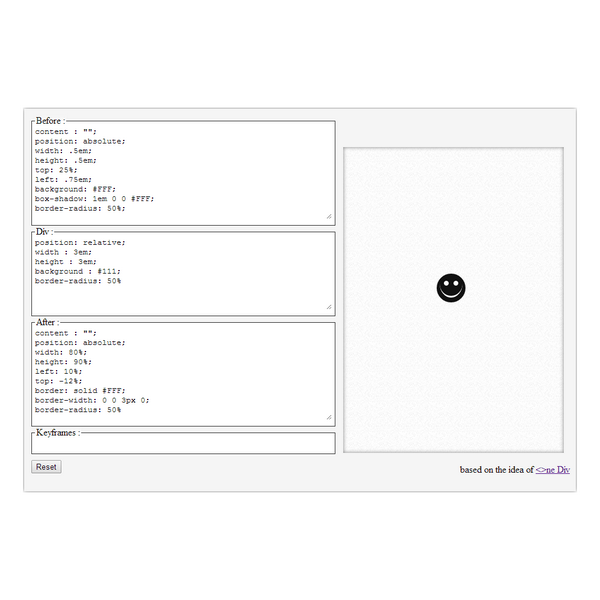 Before :
content : "";
position: absolute;
width: .5em;
height: .5em;
top: 25%;
left: .75em;
background: #FFF;
box-shadow: 1em 0 0 #FFF;
border-radius: 50%;
Div :
position: relative;
width : 3em;
height : 3em;
background : #111;
border-radius: 50%
After :
content : "";
position: absolute;
width: 80%;
height: 90%;
left: 10%;
top: -12%;
border: solid #FFF;
border-width: 0 0 3px 0;
border-radius: 50%
Keyframes :
Reset
based on the idea of <>ne Div